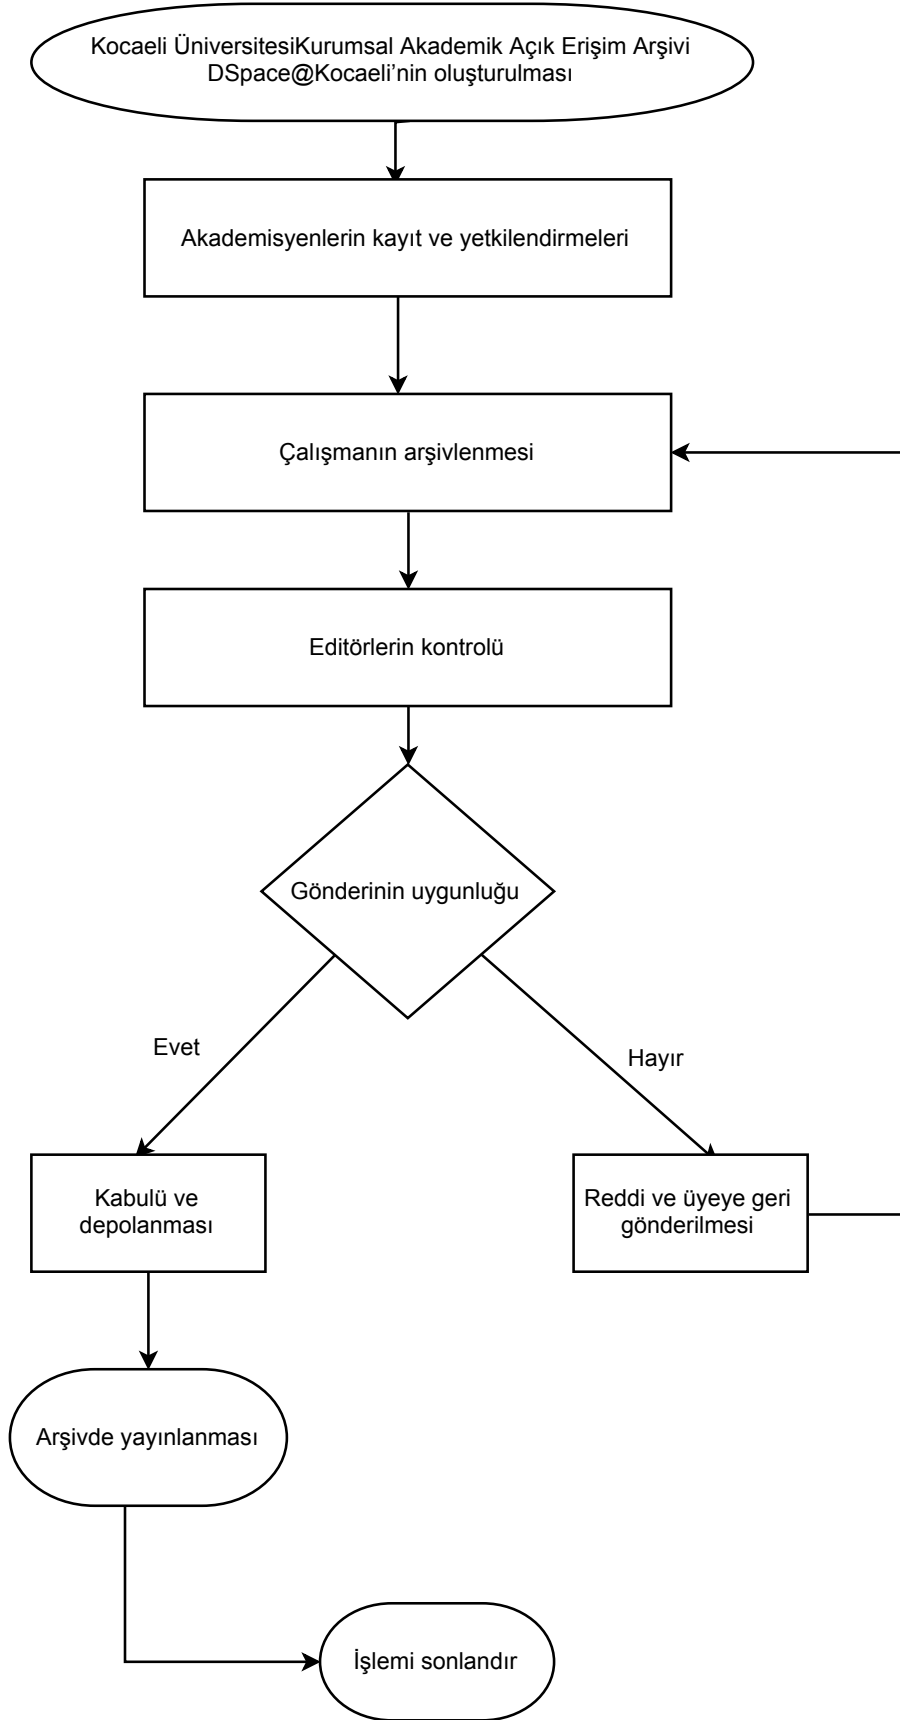 Kocaeli ÜniversitesiKurumsal Akademik Açık Erişim Arşivi
DSpace@Kocaeli’nin oluşturulması
Akademisyenlerin kayıt ve yetkilendirmeleri
Çalışmanın arşivlenmesi
Editörlerin kontrolü
Gönderinin uygunluğu
Evet
Hayır
Kabulü ve
depolanması
Reddi ve üyeye geri
gönderilmesi
Arşivde yayınlanması
İşlemi sonlandır